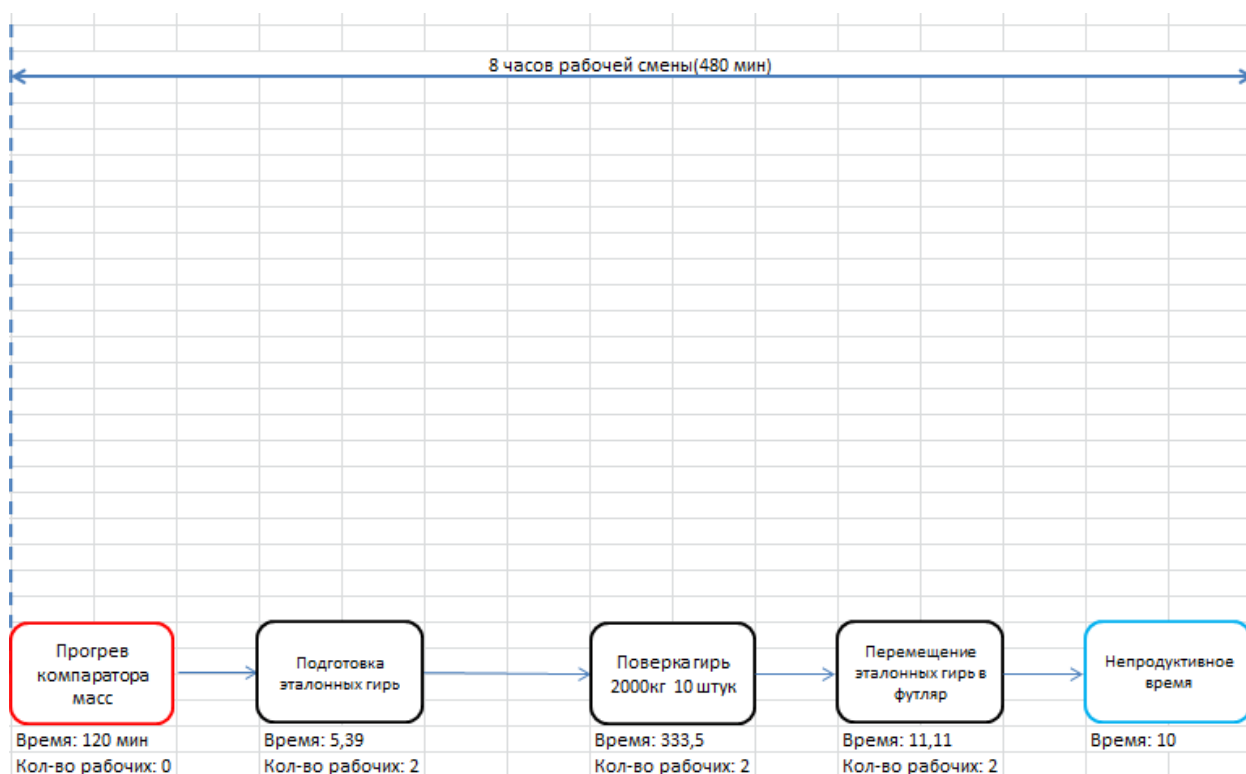 8 часов рабочей смены(480 мин)
Прогрев
компаратора
масс
Подготовка
эталонных гирь
Поверка гирь
2000кг 10 штук
Перемещение
эталонных гирь в
футляр
Непродуктивное
время
Время: 120 мин
Время: 5,39
Время: 333,5
Время: 11,11
Время: 10
Кол-во рабочих: 0
Кол-во рабочих: 2
Кол-во рабочих: 2
Кол-во рабочих: 2